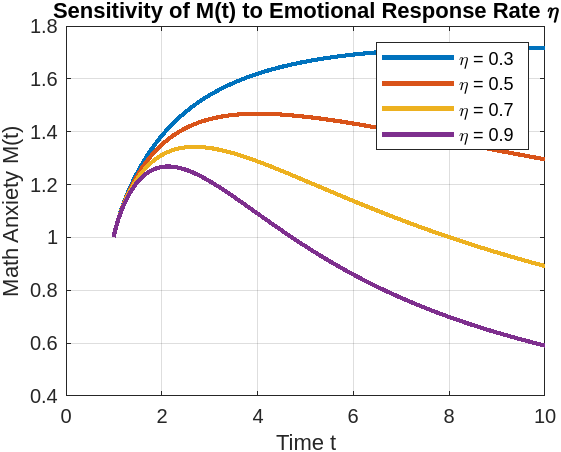 Sensitivity of M(t) to Emotional Response Rate η
Math Anxiety M(t)
1.8
1.6
1.4
1.2
1
0.8
0.6
0.4
η = 0.3
η = 0.5
η = 0.7
η = 0.9
0 2 4 6 8 10
Time t